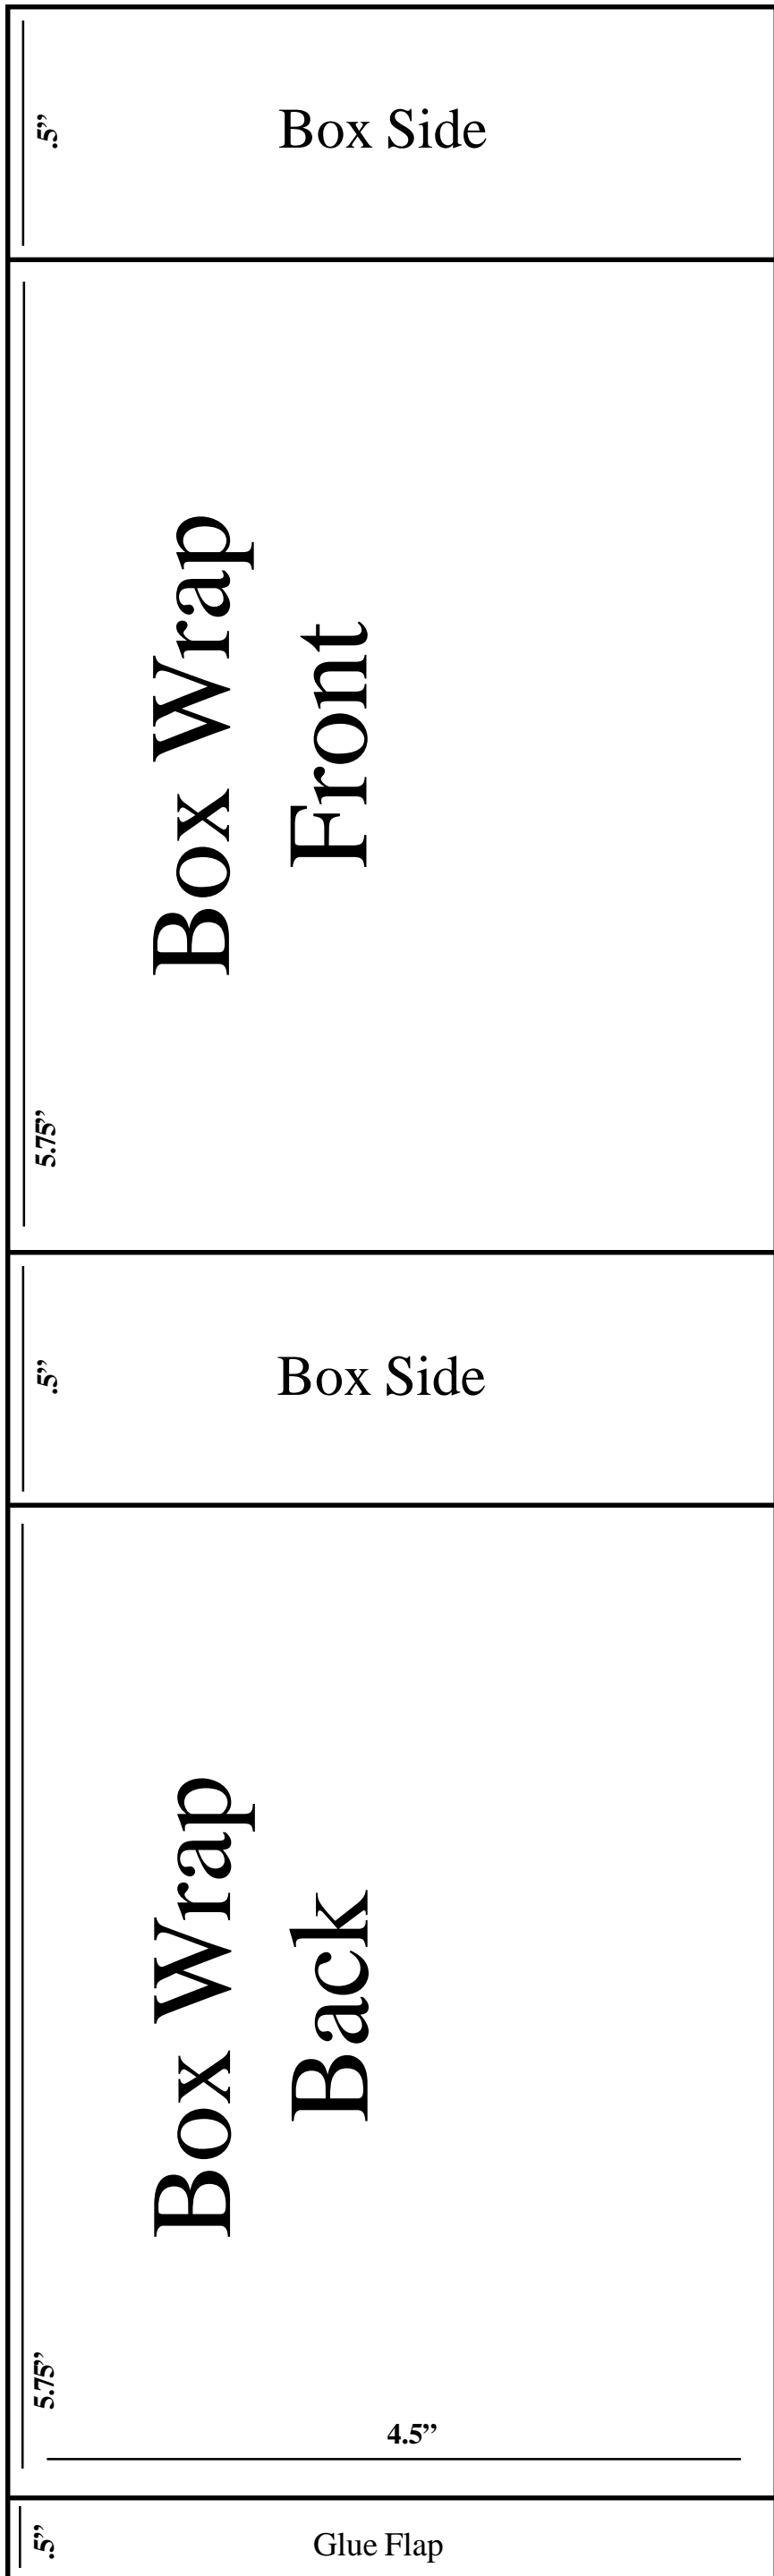 .5”
Box Side
Box Wrap
Front
5.75”
.5”
Box Side
Box Wrap
Back
5.75”
4.5”
.5”
Glue Flap